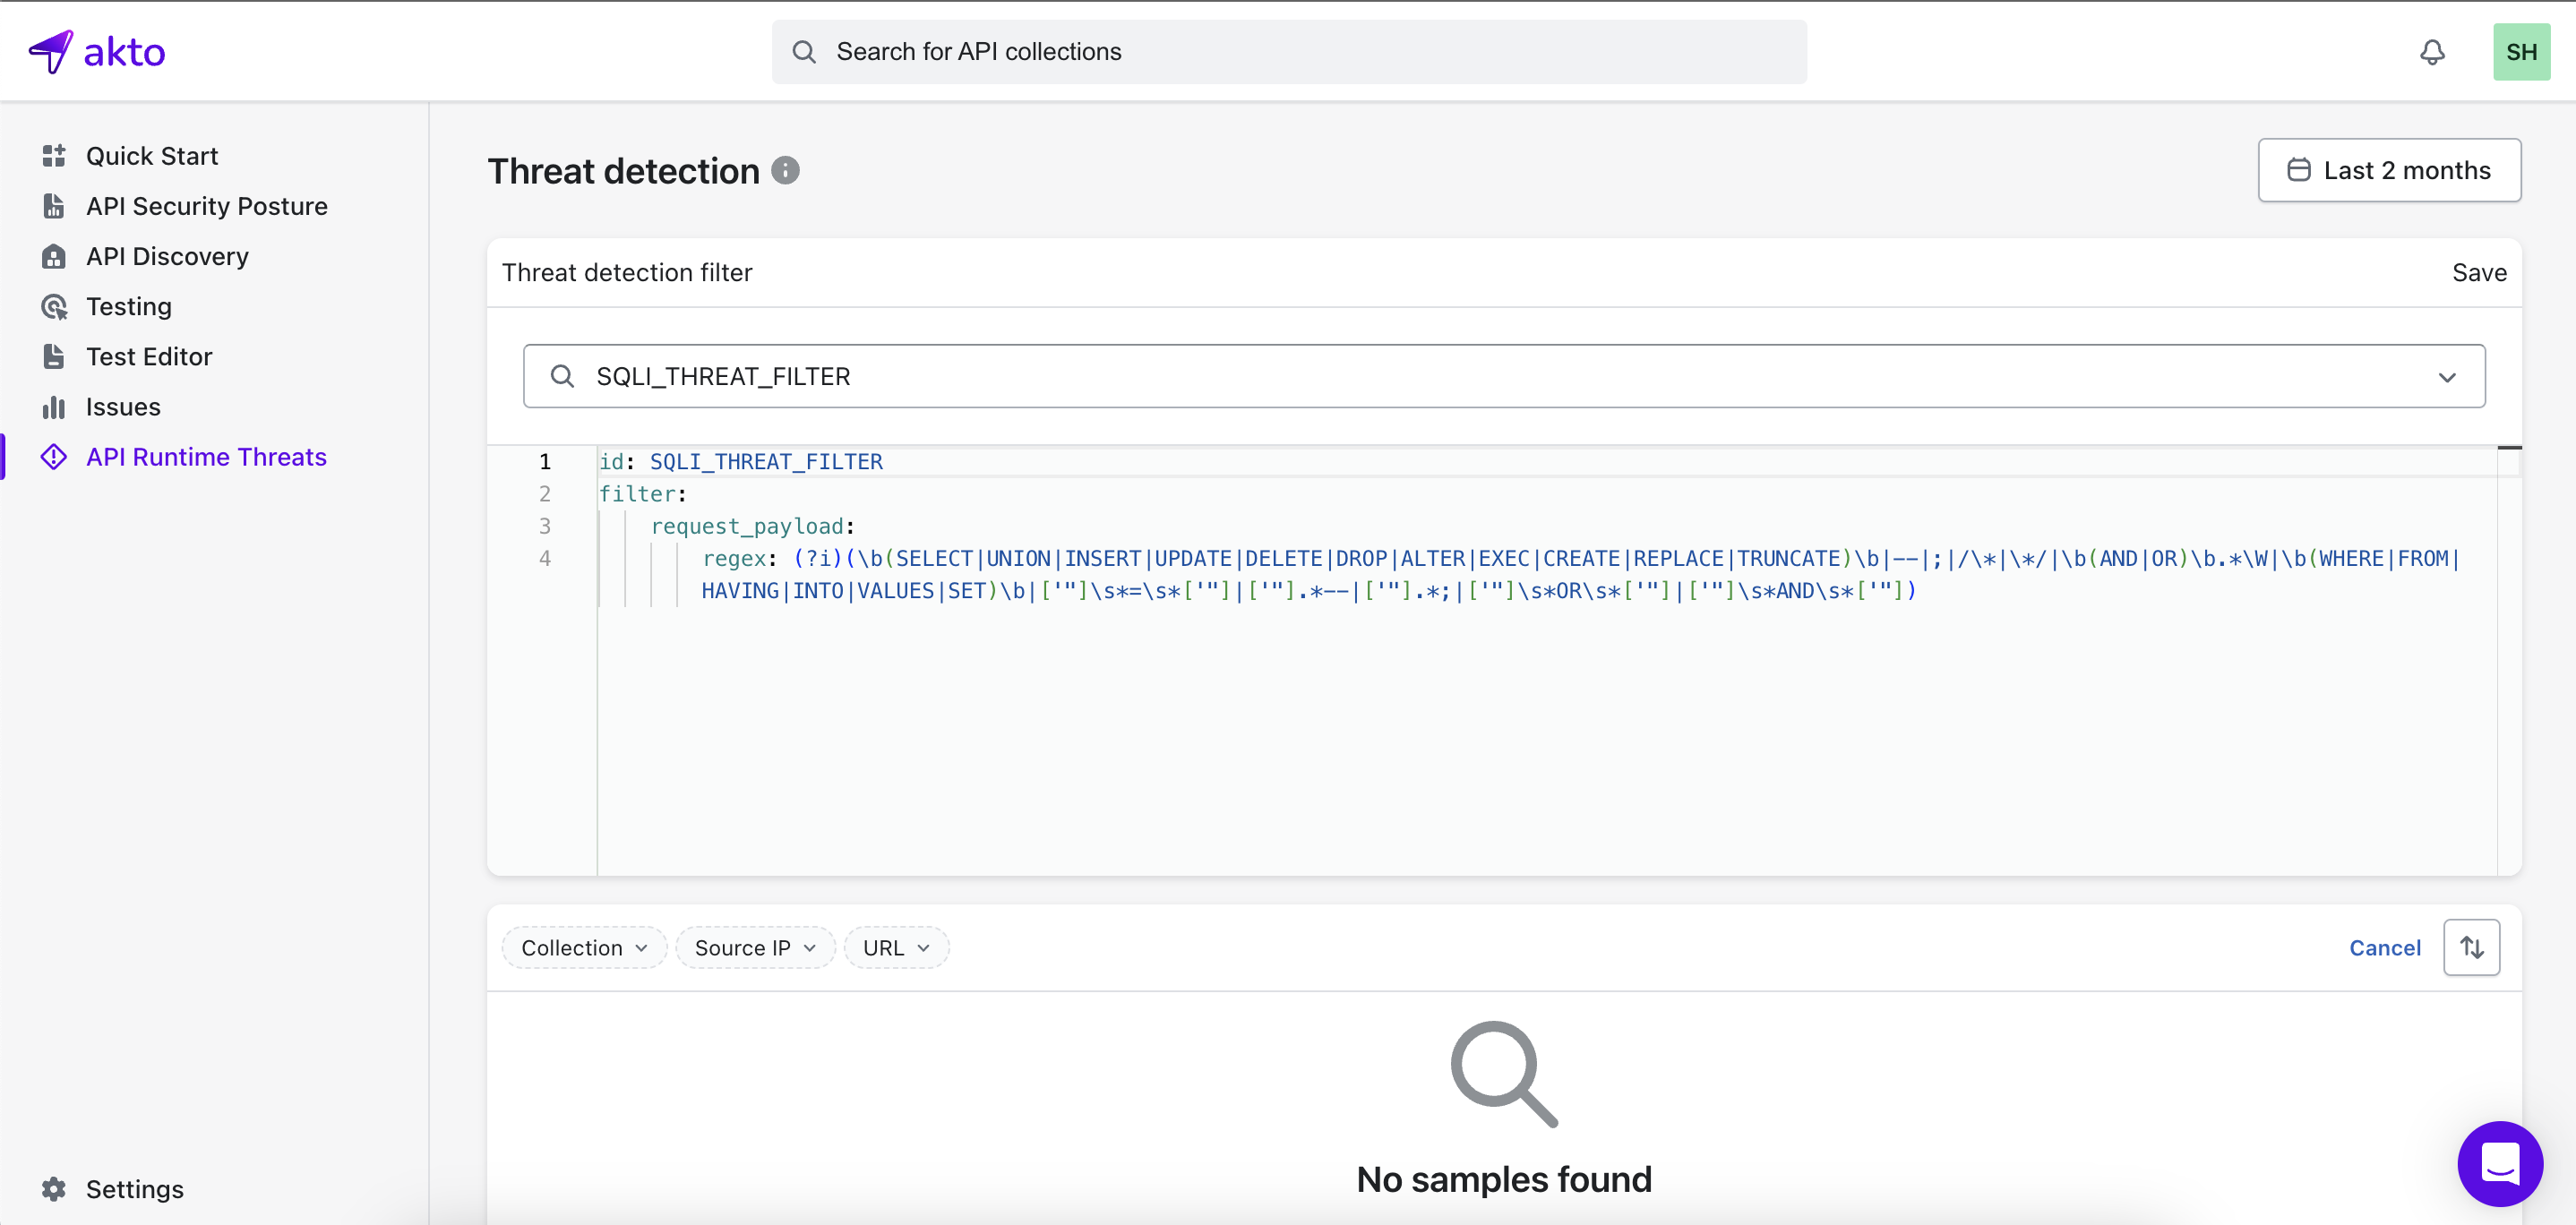 akto
Search for API collections
SH
Quick Start
API Security Posture
API Discovery
Testing
Test Editor
Issues
API Runtime Threats
Settings
Threat detection
Last 2 months
Threat detection filter
Save
SQLI_THREAT_FILTER
1 id: SQLI_THREAT_FILTER
2 filter:
3 request_payload:
4 regex: (?i)(\b(SELECT|UNION|INSERT|UPDATE|DELETE|DROP|ALTER|EXEC|CREATE|REPLACE|TRUNCATE)\b|--|;|/\*|\*/|\b(AND|OR)\b.*\W|\b(WHERE|FROM|
HAVING|INTO|VALUES|SET)\b|['"]\s*=\s*['"]|['"].*--|['"].*;|['"]\s*OR\s*['"]|['"]\s*AND\s*['"])
Collection
Source IP
URL
Cancel
No samples found